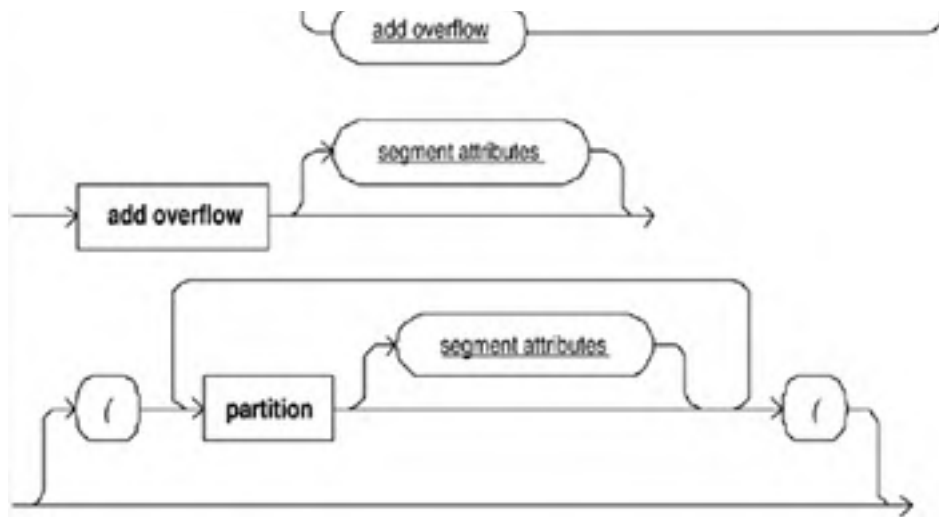 add overflow
segment attributes
add overflow
segment attributes
( partition (